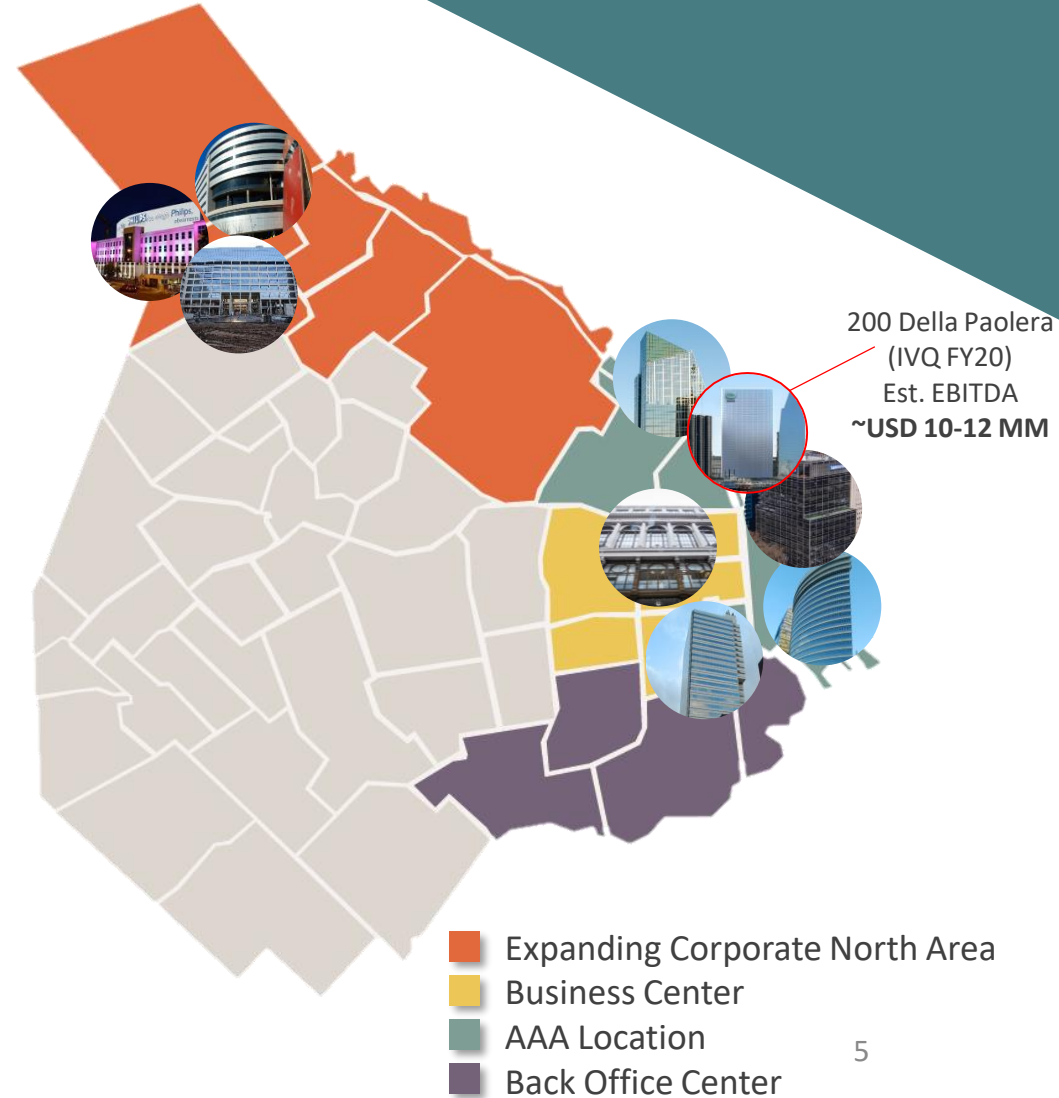 Philips.
200 Della Paolera
(IVQ FY20)
Est. EBITDA
~USD 10-12 MM
Expanding Corporate North Area
Business Center
AAA Location
Back Office Center
5